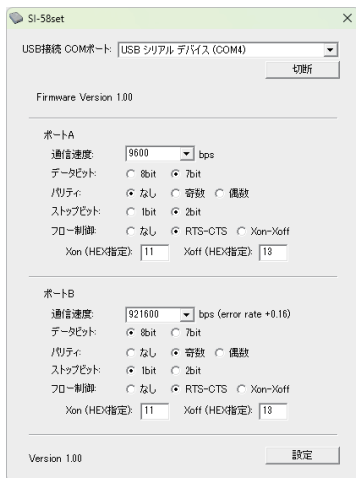 SI-58set
USB接続 COMポート: USB シリアル デバイス (COM4)
切断
Firmware Version 1.00
ポートA
通信速度: 9600 bps
データビット: 8bit 7bit
パリティ: なし 奇数 偶数
ストップビット: 1bit 2bit
フロー制御: なし RTS-CTS Xon-Xoff
Xon (HEX指定): 11 Xoff (HEX指定): 13
ポートB
通信速度: 921600 bps (error rate +0.16)
データビット: 8bit 7bit
パリティ: なし 奇数 偶数
ストップビット: 1bit 2bit
フロー制御: なし RTS-CTS Xon-Xoff
Xon (HEX指定): 11 Xoff (HEX指定): 13
Version 1.00 設定